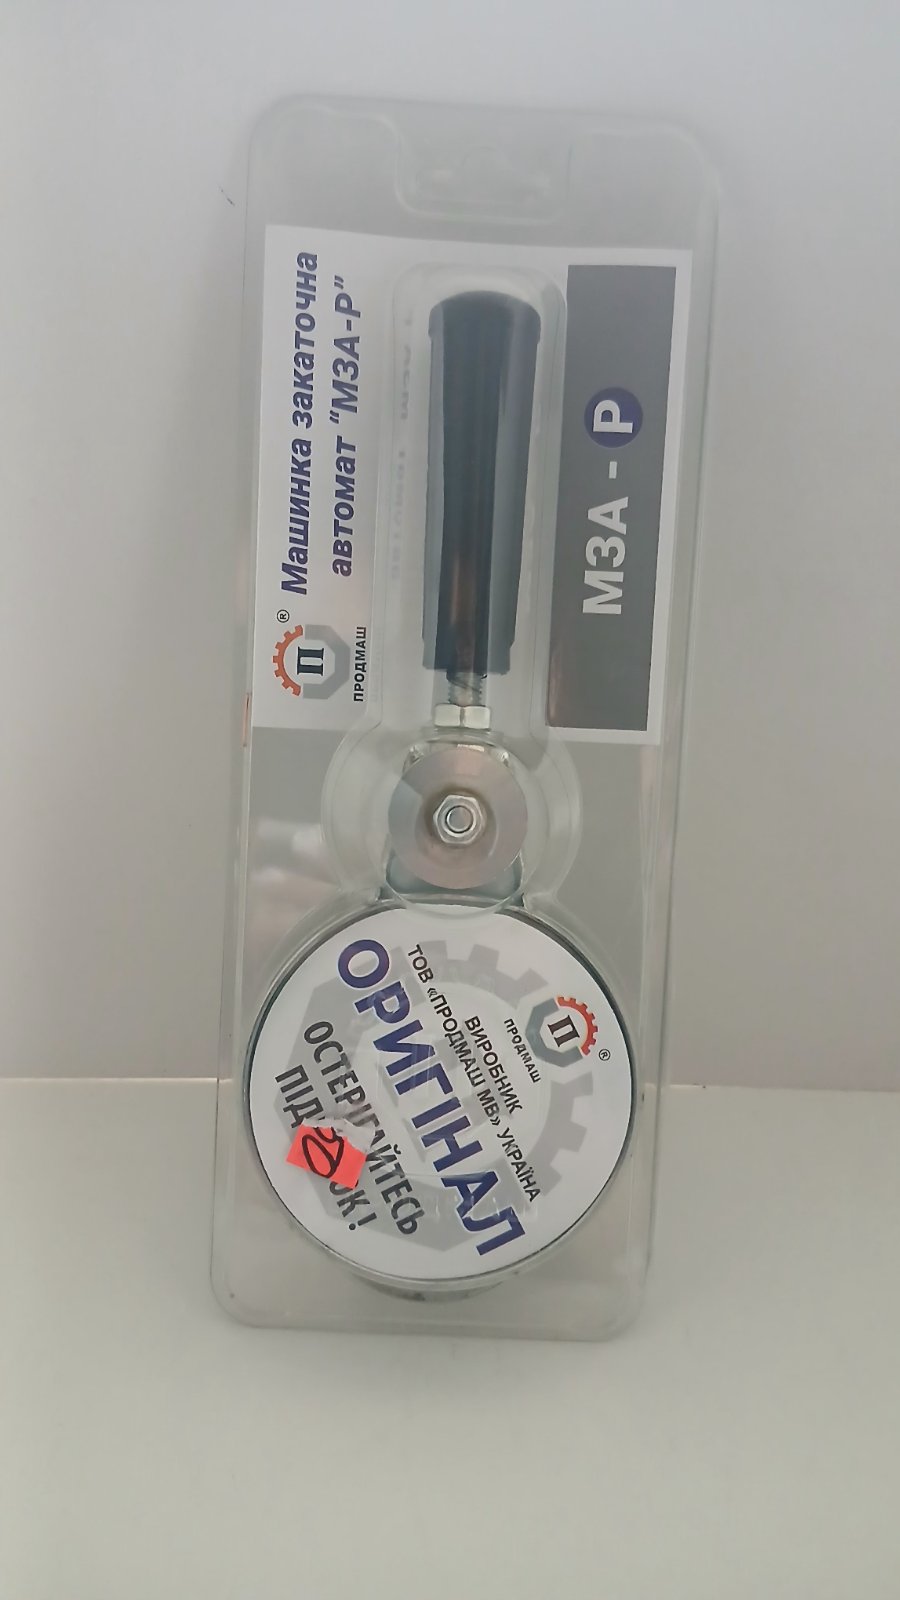 Машинка закаточна
автомат "МЗА-Р"
П
®
ПРОДМАШ
МЗА - Р
П
®
ПРОДМАШ
ВИРОБНИК
ТОВ «ПРОДМАШ МВ» УКРАЇНА
ОРИГІНАЛ
ОСТЕРІГАЙТЕСЬ